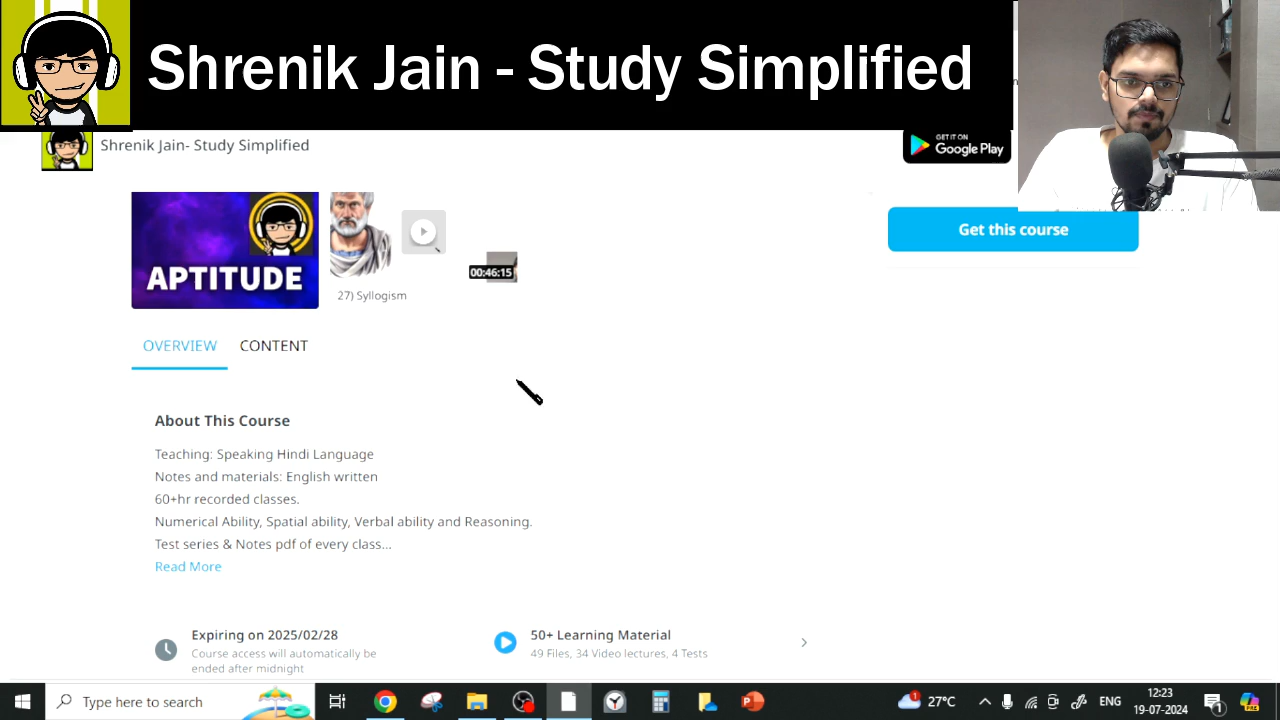 Shrenik Jain - Study Simplified
Shrenik Jain- Study Simplified
GET IT ON
Google Play
APTITUDE
00:46:15
27) Syllogism
Get this course
OVERVIEW CONTENT
About This Course
Teaching: Speaking Hindi Language
Notes and materials: English written
60+hr recorded classes.
Numerical Ability, Spatial ability, Verbal ability and Reasoning.
Test series & Notes pdf of every class...
Read More
Expiring on 2025/02/28
Course access will automatically be
ended after midnight
50+ Learning Material
49 Files, 34 Video lectures, 4 Tests
Type here to search
1
27°C
ENG
12:23
19-07-2024
1